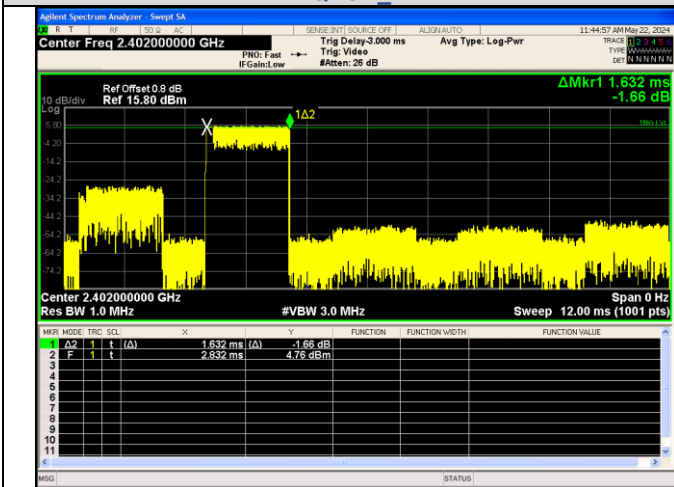 Agilent Spectrum Analyzer - Swept SA
R T RF 50 Ω AC SENSE:INT SOURCE OFF ALIGN AUTO 11:44:57 AM May 22, 2024
Center Freq 2.402000000 GHz
PNO: Fast
IFGain:Low
Trig Delay-3.000 ms
Trig: Video
#Atten: 26 dB
Avg Type: Log-Pwr
TRACE 1 2 3 4 5 6
TYPE WWWWWW
DET N N N N N N
Ref Offset 0.8 dB
10 dB/div Ref 15.80 dBm
Log
ΔMkr1 1.632 ms
-1.66 dB
1Δ2
TRIG LVL
5.80
-4.20
-14.2
-24.2
-34.2
-44.2
-54.2
-64.2
-74.2
Center 2.402000000 GHz Span 0 Hz
Res BW 1.0 MHz #VBW 3.0 MHz Sweep 12.00 ms (1001 pts)
MKR MODE TRC SCL X Y FUNCTION FUNCTION WIDTH FUNCTION VALUE
1 Δ2 1 t (Δ) 1.632 ms (Δ) -1.66 dB
2 F 1 t 2.832 ms 4.76 dBm
3
4
5
6
7
8
9
10
11
MSG STATUS